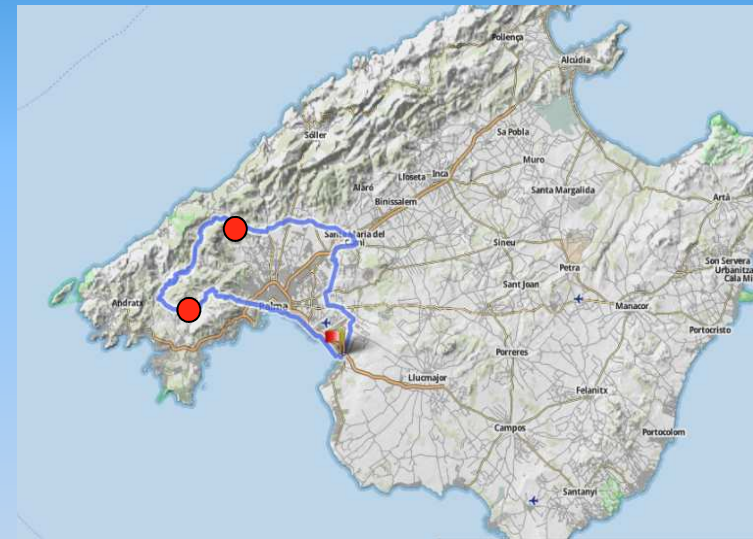 Pollença
Alcúdia
Sa Pobla
Sóller
Muro
Lloseta
Inca
Alaró
Santa Margalida
Binissalem
Artà
Santa Maria del
Camí
Sineu
Son Servera
Petra
Sant Joan
Andratx
Palma
Manacor
Portocristo
Porreres
Llucmajor
Felanitx
Campos
Portocolom
Santanyí